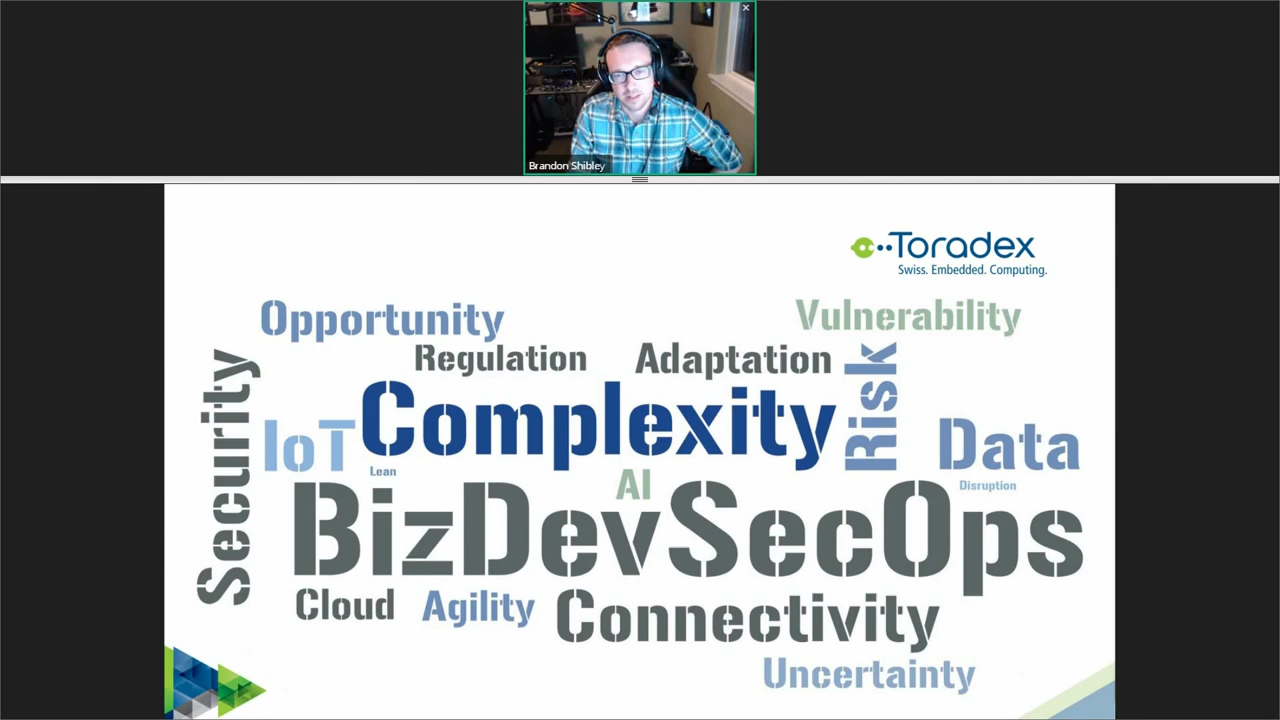 Brandon Shibley
Toradex
Swiss. Embedded. Computing.
Opportunity
Vulnerability
Regulation
Adaptation
Security
IoT
Complexity
Risk
Data
Lean
AI
Disruption
BizDevSecOps
Cloud
Agility
Connectivity
Uncertainty